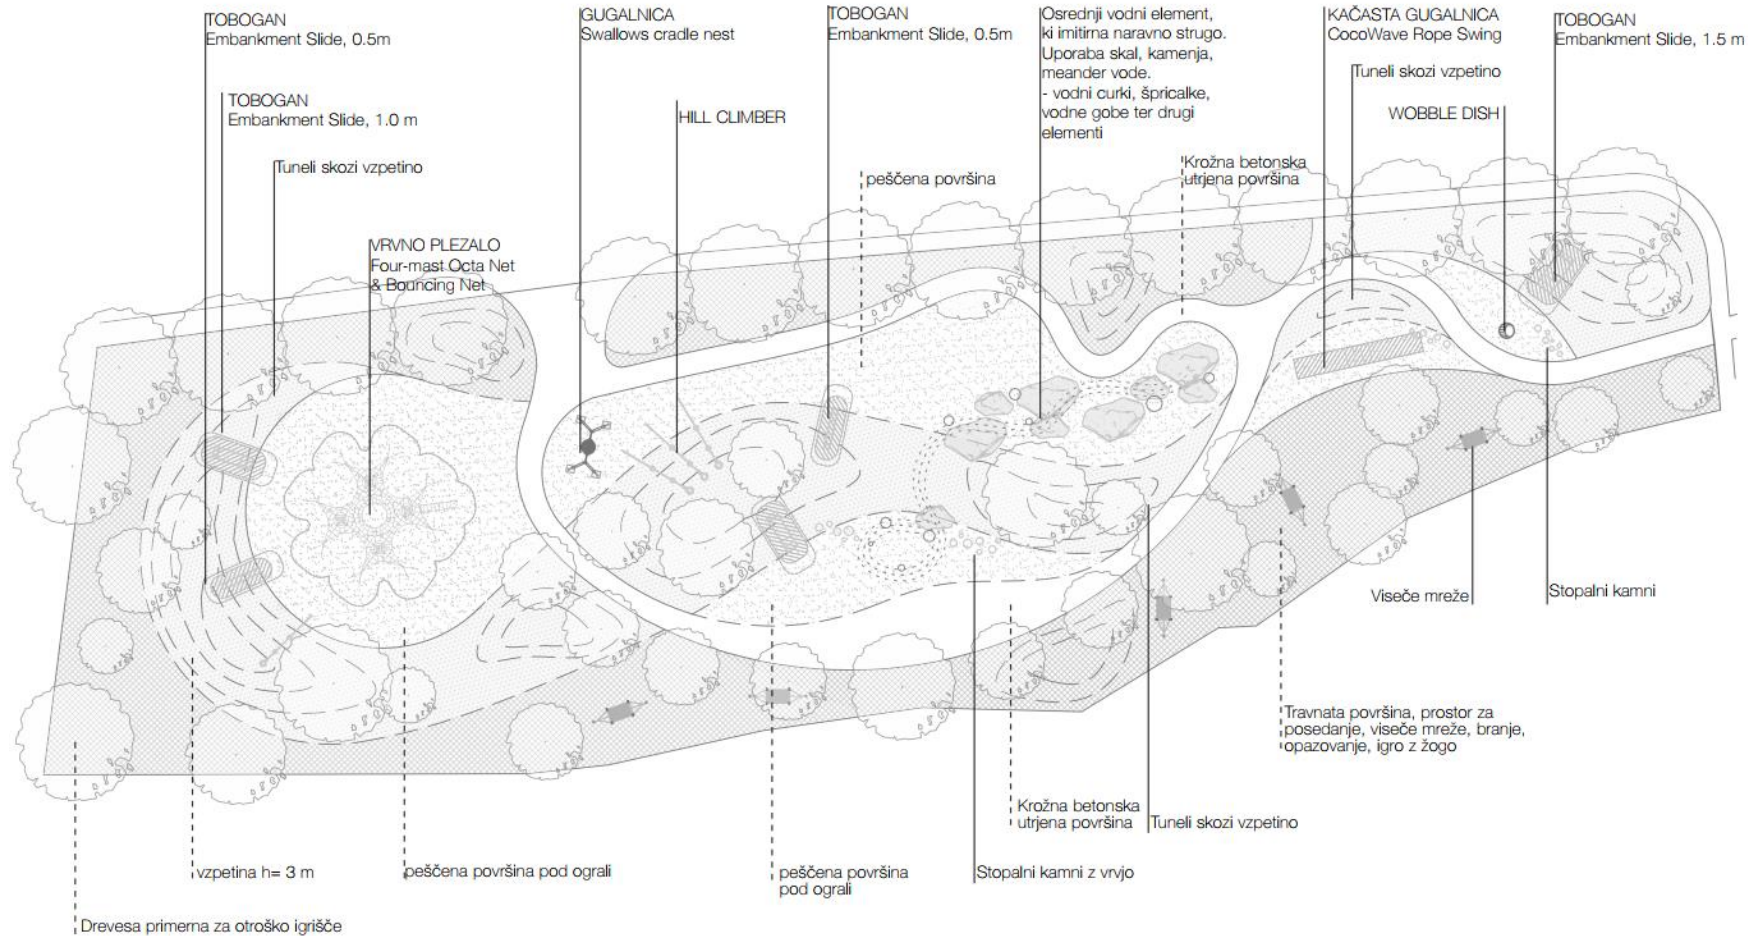 TOBOGAN
Embankment Slide, 0.5m
GUGALNICA
Swallows cradle nest
TOBOGAN
Embankment Slide, 0.5m
Osrednji vodni element,
ki imitirna naravno strugo.
Uporaba skal, kamenja,
meander vode.
- vodni curki, špricalke,
vodne gobe ter drugi
elementi
KAČASTA GUGALNICA
CocoWave Rope Swing
TOBOGAN
Embankment Slide, 1.5 m
Tuneli skozi vzpetino
TOBOGAN
Embankment Slide, 1.0 m
HILL CLIMBER
WOBBLE DISH
Tuneli skozi vzpetino
peščena površina
Krožna betonska
utrjena površina
VRVNO PLEZALO
Four-mast Octa Net
& Bouncing Net
Viseče mreže
Stopalni kamni
Travnata površina, prostor za
posedanje, viseče mreže, branje,
opazovanje, igro z žogo
Krožna betonska
utrjena površina
Tuneli skozi vzpetino
vzpetina h= 3 m
peščena površina pod ograli
peščena površina
pod ograli
Stopalni kamni z vrvjo
Drevesa primerna za otroško igrišče